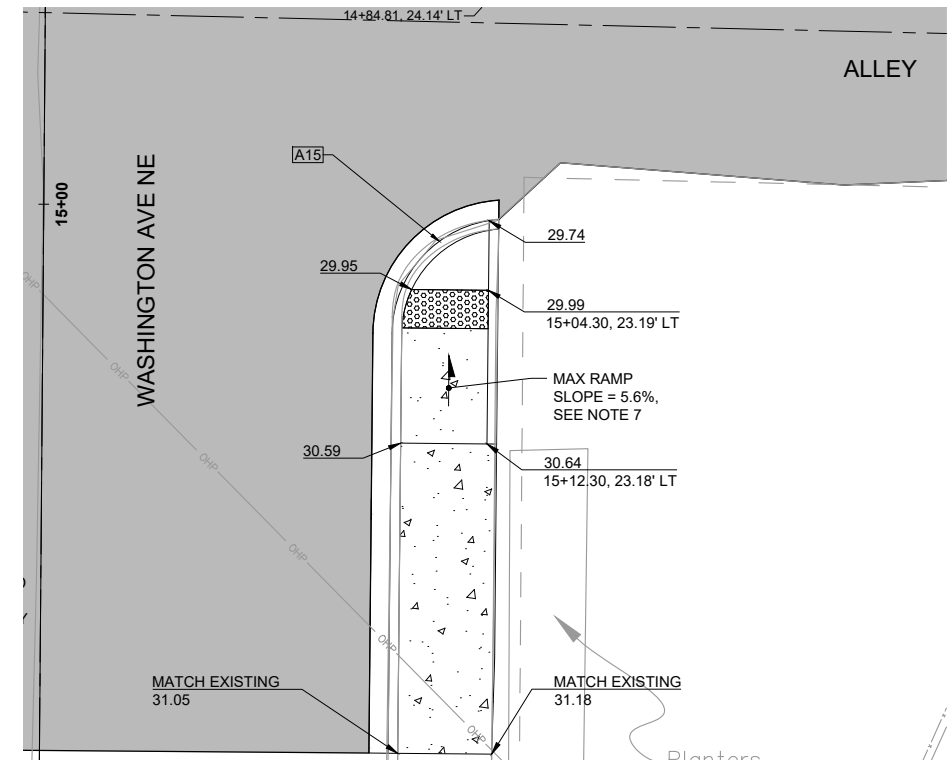 14+84.81, 24.14' LT
ALLEY
A15
WASHINGTON AVE NE
15+00
29.74
29.95
29.99
15+04.30, 23.19' LT
OHP
OHP
MAX RAMP
SLOPE = 5.6%,
SEE NOTE 7
30.59
30.64
15+12.30, 23.18' LT
OHP
OHP
OHP
MATCH EXISTING
31.05
MATCH EXISTING
31.18
OHP
Planters